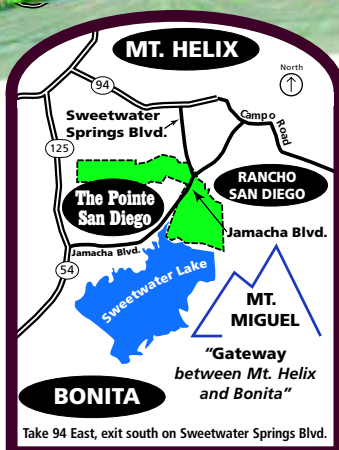 MT. HELIX
North
94
Sweetwater
Springs Blvd.
Campo Road
125
The Pointe
San Diego
RANCHO
SAN DIEGO
Jamacha Blvd.
Jamacha Blvd.
54
Sweetwater Lake
MT.
MIGUEL
"Gateway
between Mt. Helix
and Bonita"
BONITA
Take 94 East, exit south on Sweetwater Springs Blvd.